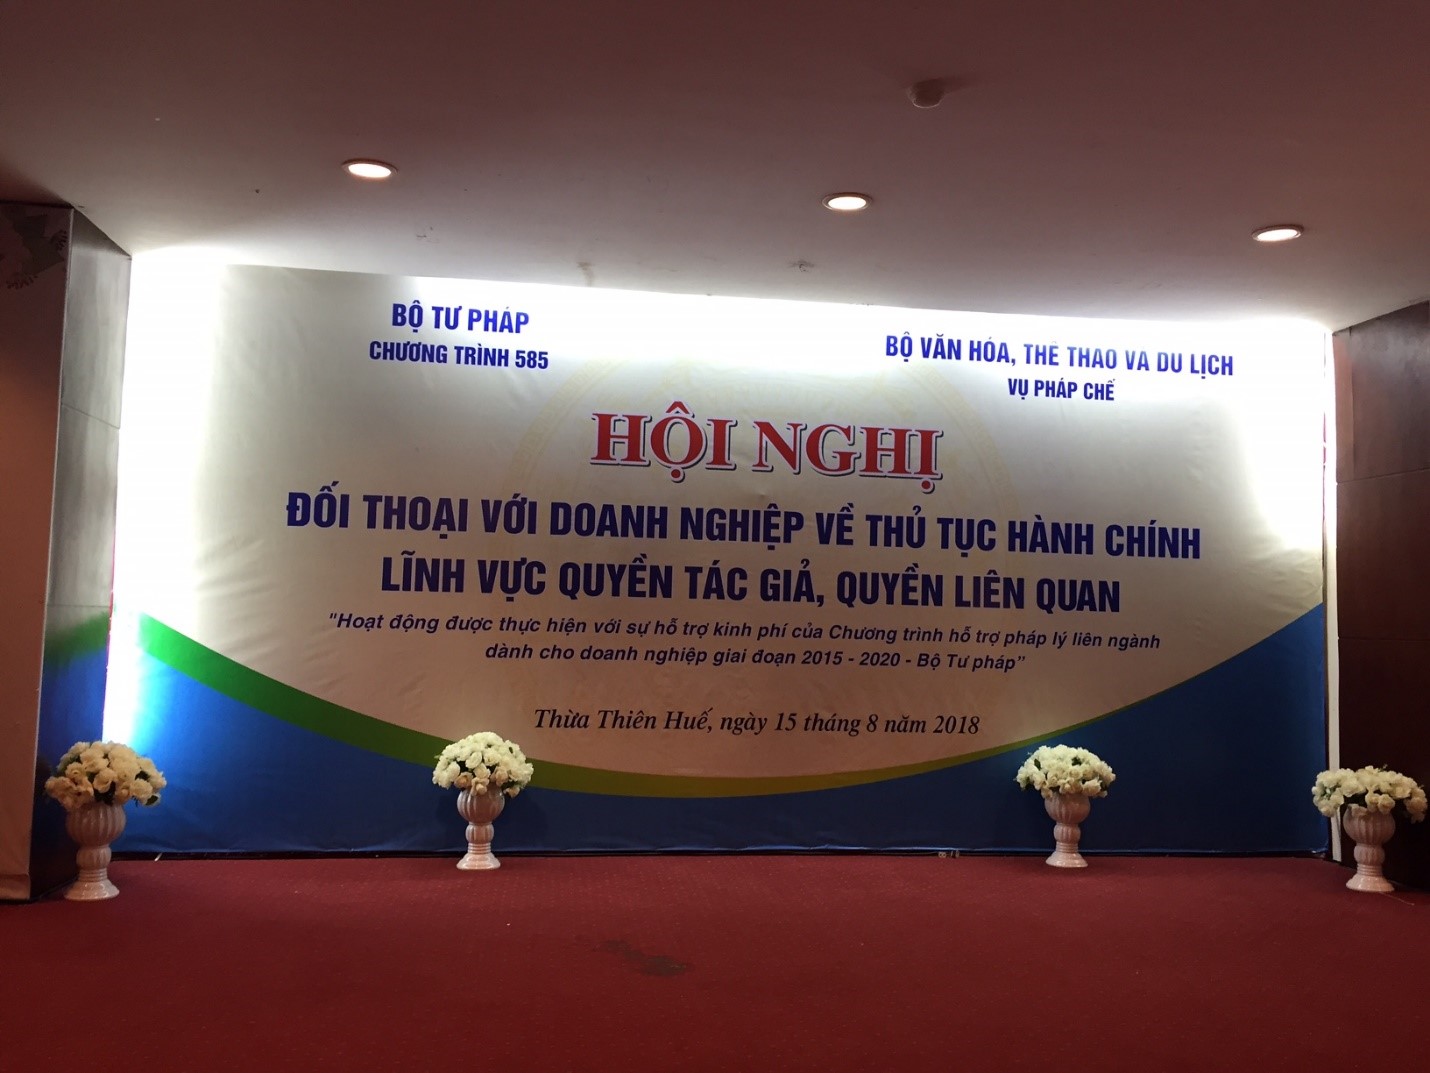 BỘ TƯ PHÁP
CHƯƠNG TRÌNH 585
BỘ VĂN HÓA, THỂ THAO VÀ DU LỊCH
VỤ PHÁP CHẾ
HỘI NGHỊ
ĐỐI THOẠI VỚI DOANH NGHIỆP VỀ THỦ TỤC HÀNH CHÍNH
LĨNH VỰC QUYỀN TÁC GIẢ, QUYỀN LIÊN QUAN
"Hoạt động được thực hiện với sự hỗ trợ kinh phí của Chương trình hỗ trợ pháp lý liên ngành
dành cho doanh nghiệp giai đoạn 2015 - 2020 - Bộ Tư pháp”
Thừa Thiên Huế, ngày 15 tháng 8 năm 2018